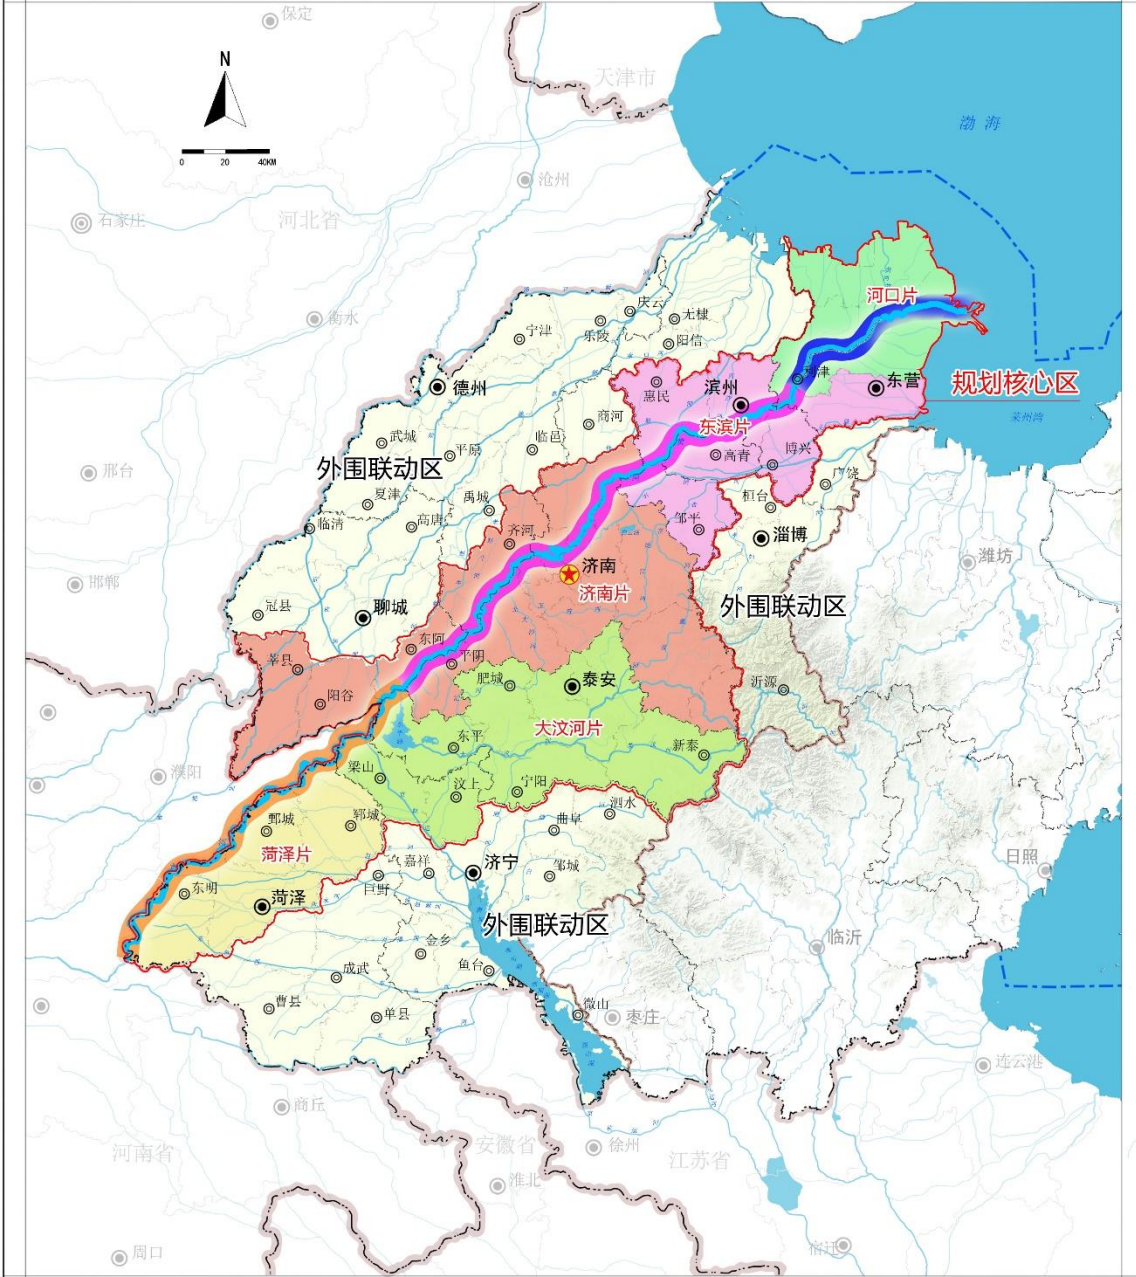 保定
天津市
N
渤海
0 20 40KM
沧州
石家庄
河北省
河口片
庆云
衡水
无棣
宁津
乐陵
阳信
利津
规划核心区
德州
惠民
滨州
东营
商河
东滨片
莱州湾
武城
平原
临邑
高青
博兴
外围联动区
邢台
广饶
夏津
禹城
桓台
临清
高唐
齐河
邹平
淄博
潍坊
济南
邯郸
济南片
冠县
聊城
外围联动区
东阿
平阴
莘县
肥城
泰安
沂源
阳谷
大汶河片
东平
新泰
濮阳
梁山
汶上
宁阳
泗水
鄄城
郓城
曲阜
菏泽片
日照
嘉祥
济宁
邹城
巨野
东明
菏泽
外围联动区
临沂
金乡
鱼台
成武
曹县
单县
微山
枣庄
连云港
商丘
河南省
安徽省
徐州
江苏省
淮北
周口
宿迁